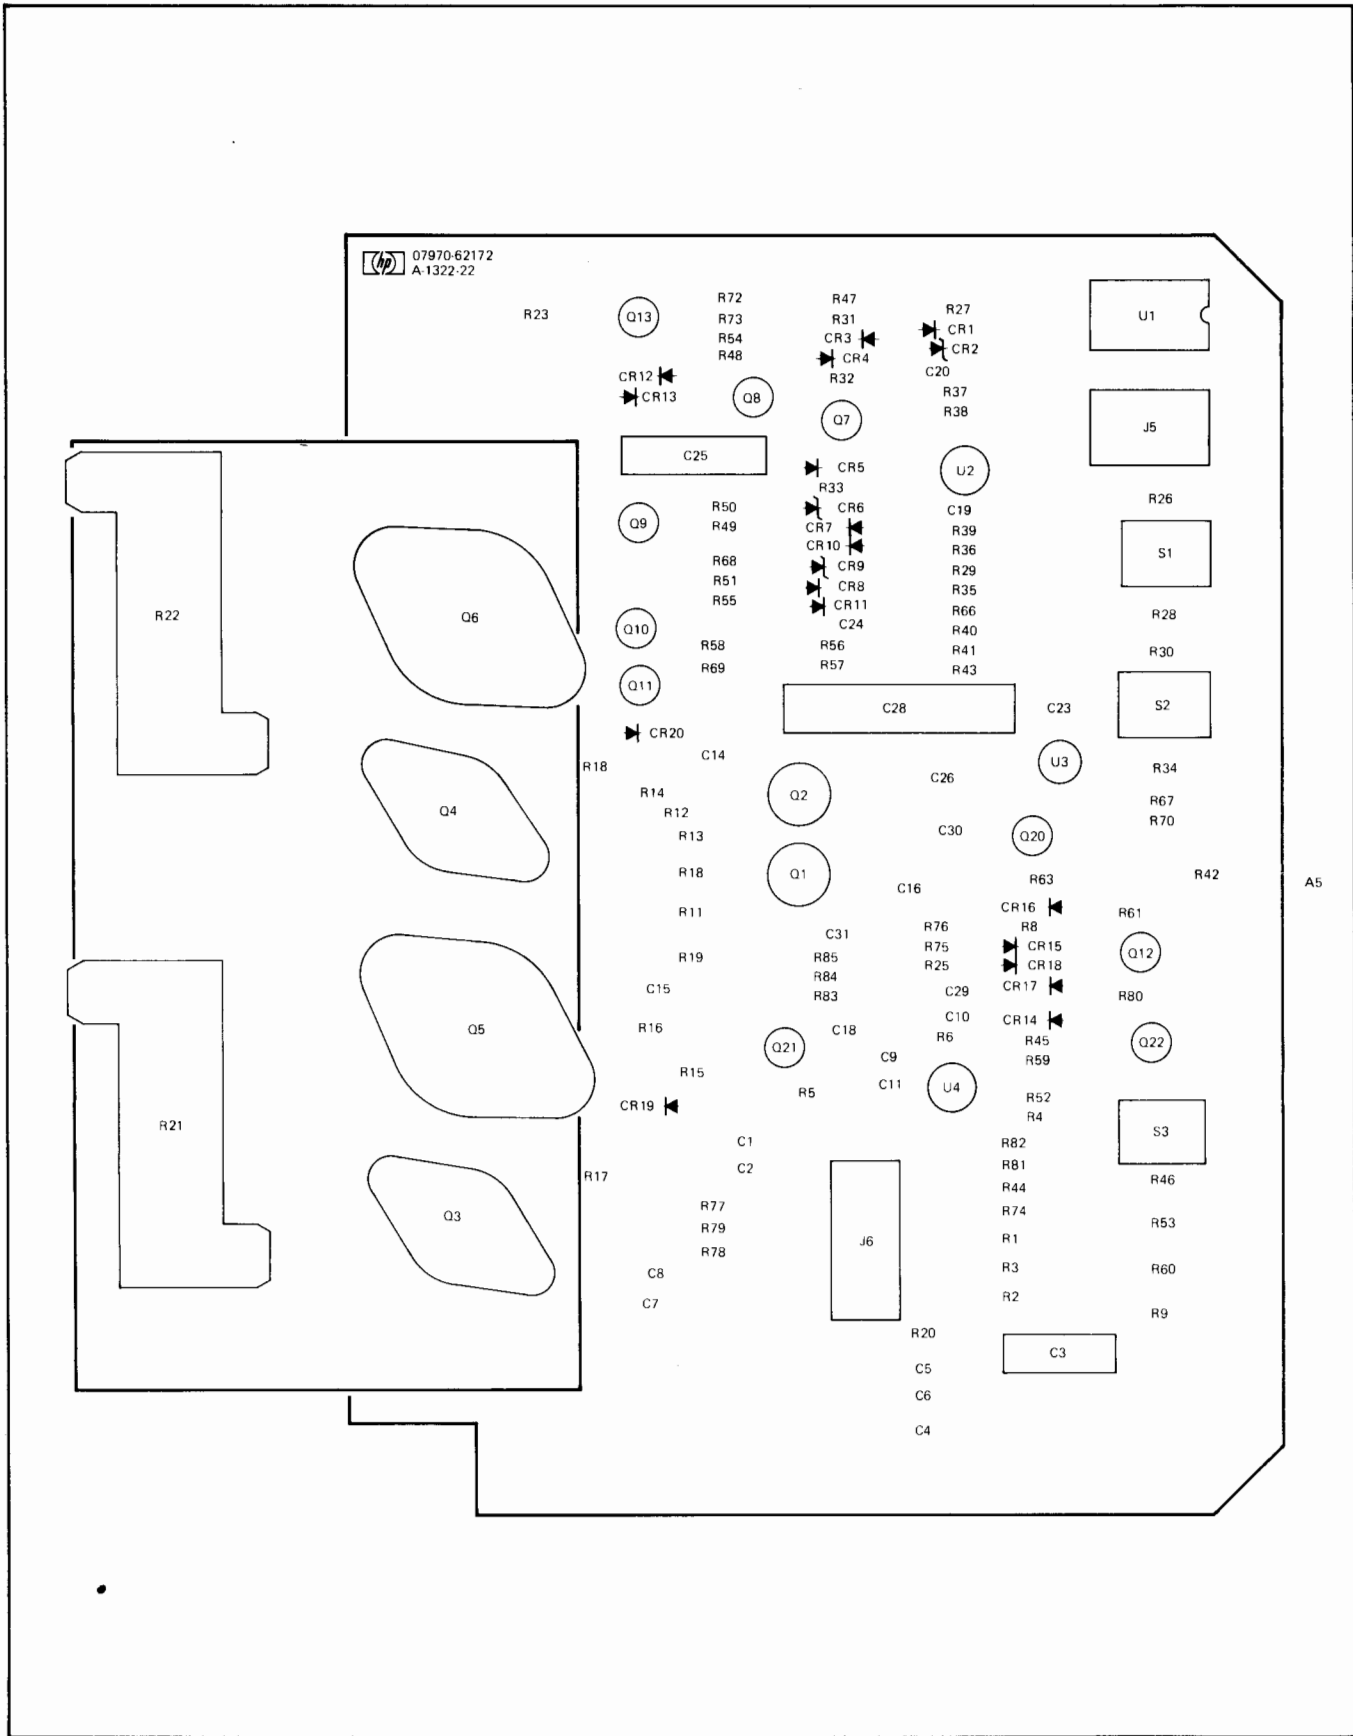 hp 07970-62172
A-1322-22
R72 R47 R27
R23 Q13 R73 R31 CR1 U1
R54 CR3 CR2
R48 CR4
CR12 R32 C20
CR13 Q8 R37
Q7 R38 J5
C25 CR5 U2
R33 R26
R50 CR6 C19
Q9 R49 CR7 R39
CR10 R36 S1
R68 CR9 R29
R51 CR8 R35
R55 CR11 R66 R28
R22 Q6 Q10 C24 R40
R58 R56 R41 R30
R69 R57 R43
Q11 C28 C23 S2
CR20
C14 U3
R18 C26 R34
R14 Q2 R67
Q4 R12 R70
R13 C30 Q20
R18 Q1 R63 R42 A5
C16
R11 CR16 R61
C31 R76 R8
R75 CR15 Q12
R19 R85 R25 CR18
R84 CR17
C15 R83 C29 R80
C10 CR14
Q5 R16 C18 R6 R45 Q22
Q21 C9 R59
R15 C11 U4
R5 R52
CR19 R4
R21 C1 R82 S3
C2 R81
R17 R44 R46
R77 R74
Q3 R79 J6 R1 R53
R78 R3 R60
C8 R2
C7 R9
R20 C3
C5
C6
C4